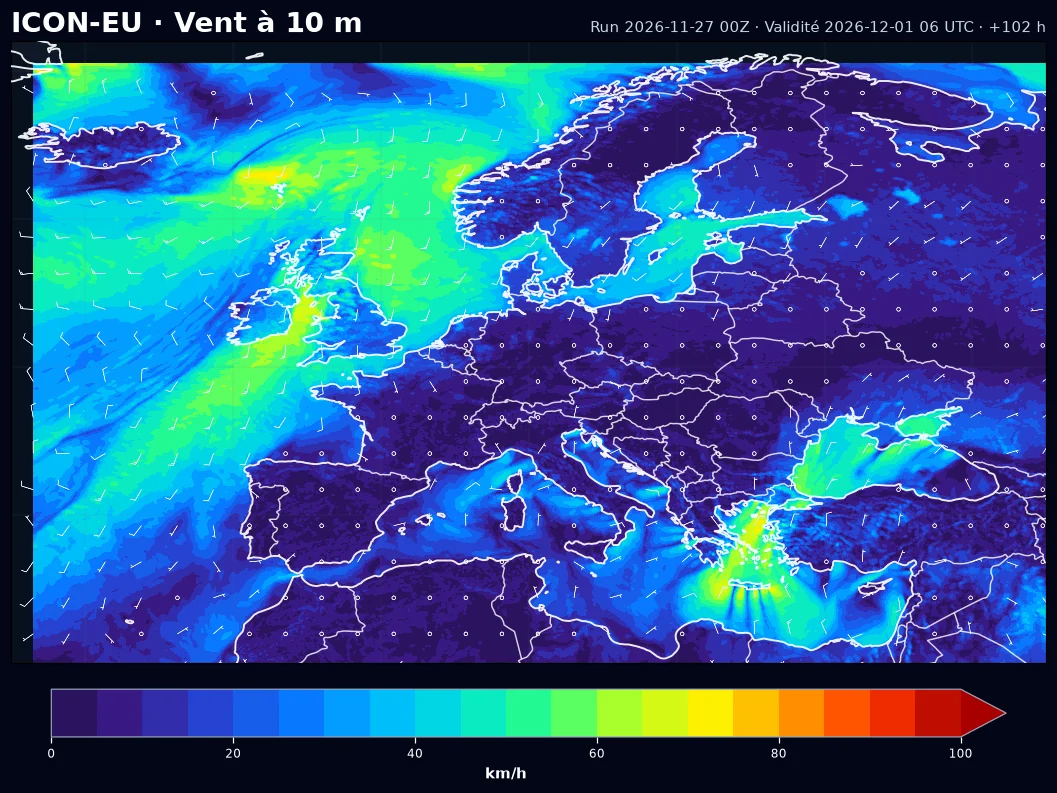 ICON-EU · Vent à 10 m
Run 2026-11-27 00Z · Validité 2026-12-01 06 UTC · +102 h
0 20 40 60 80 100
km/h